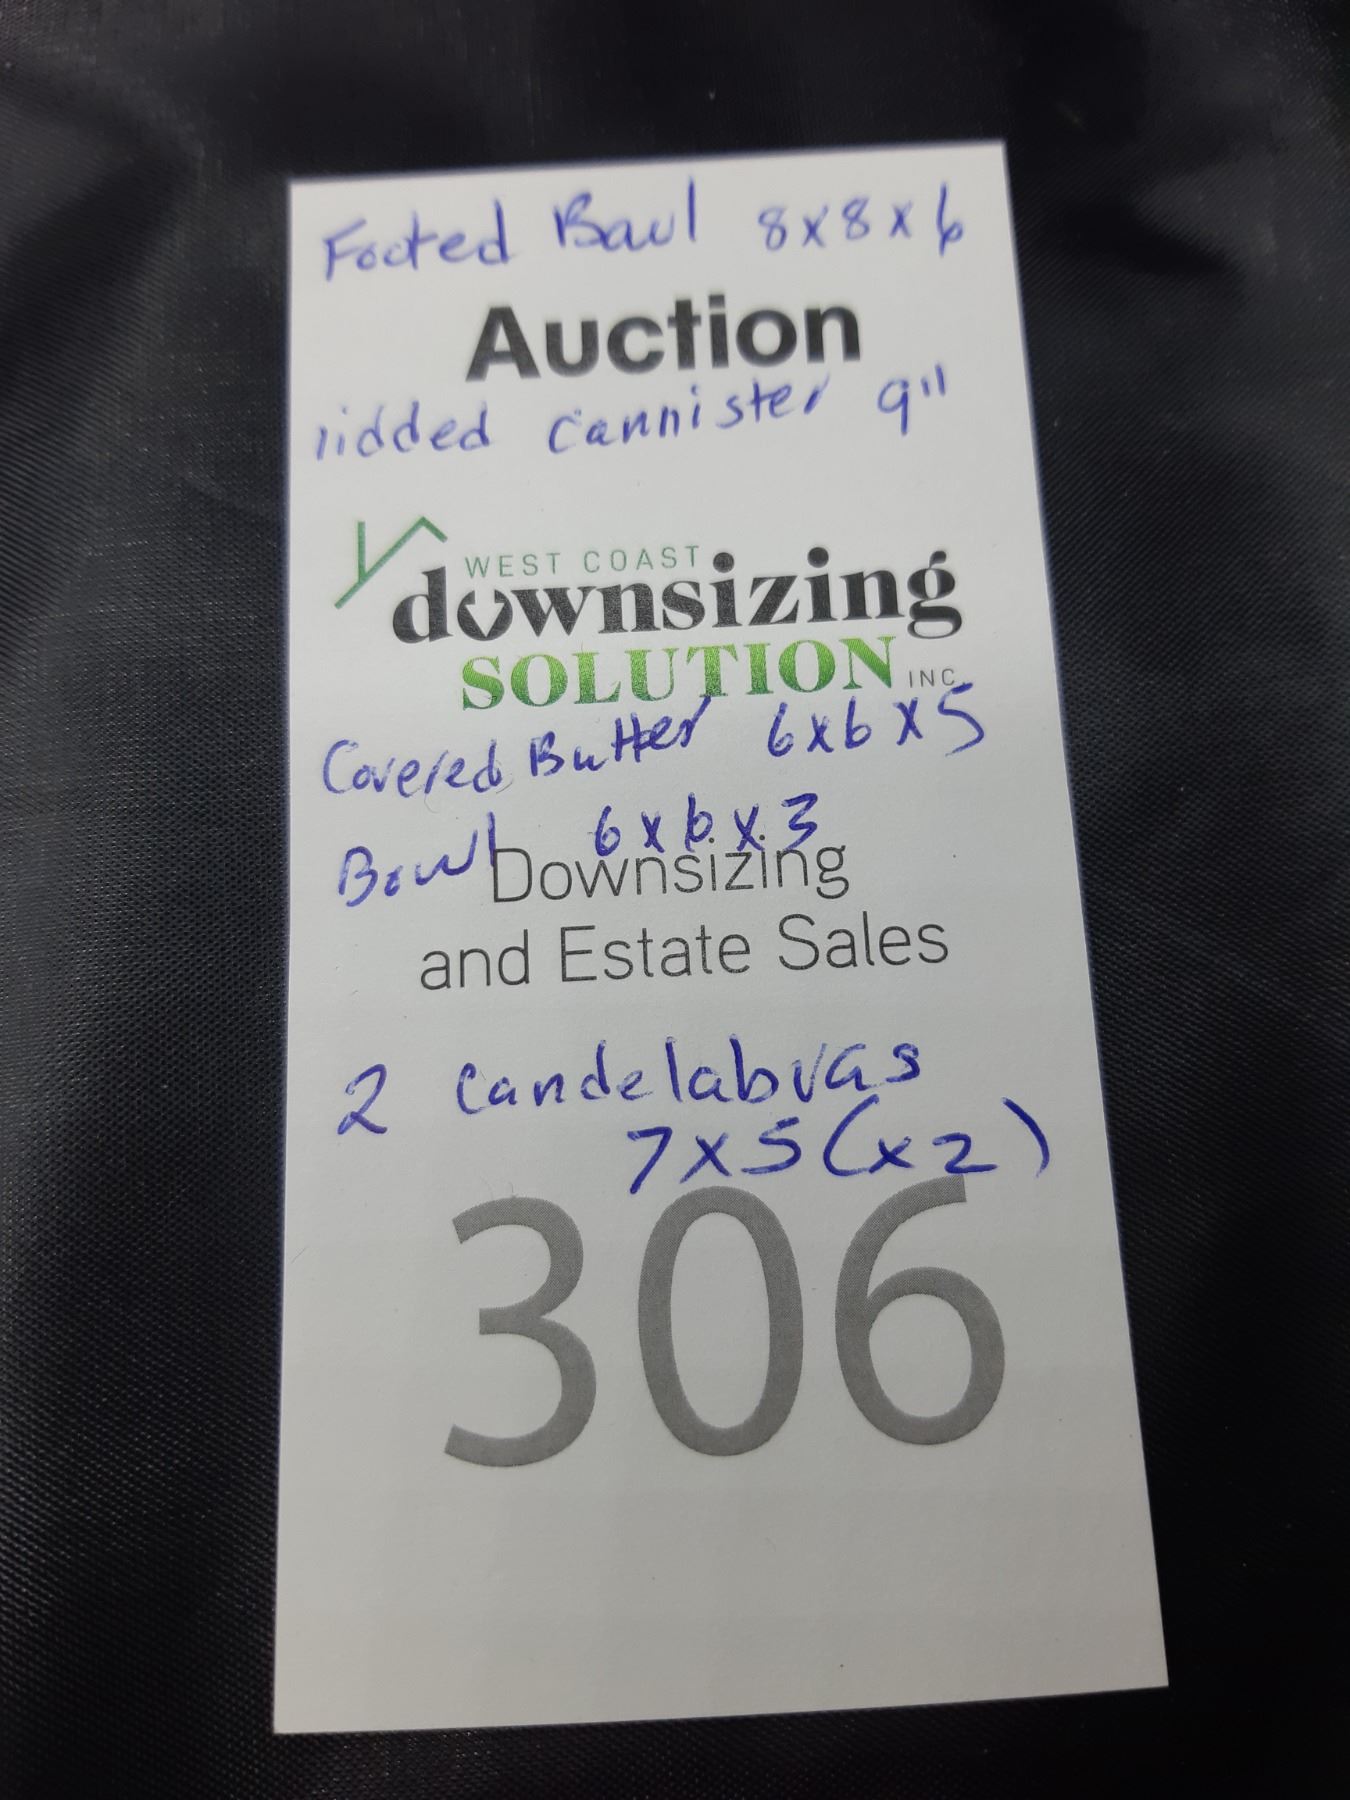 Footed Bowl 8x8x6
Auction
lidded cannister 9"
WEST COAST
downsizing
SOLUTION INC.
Covered Butter 6x6x5
Bowl 6x6x3
Downsizing
and Estate Sales
2 Candelabras
7x5 (x2)
306